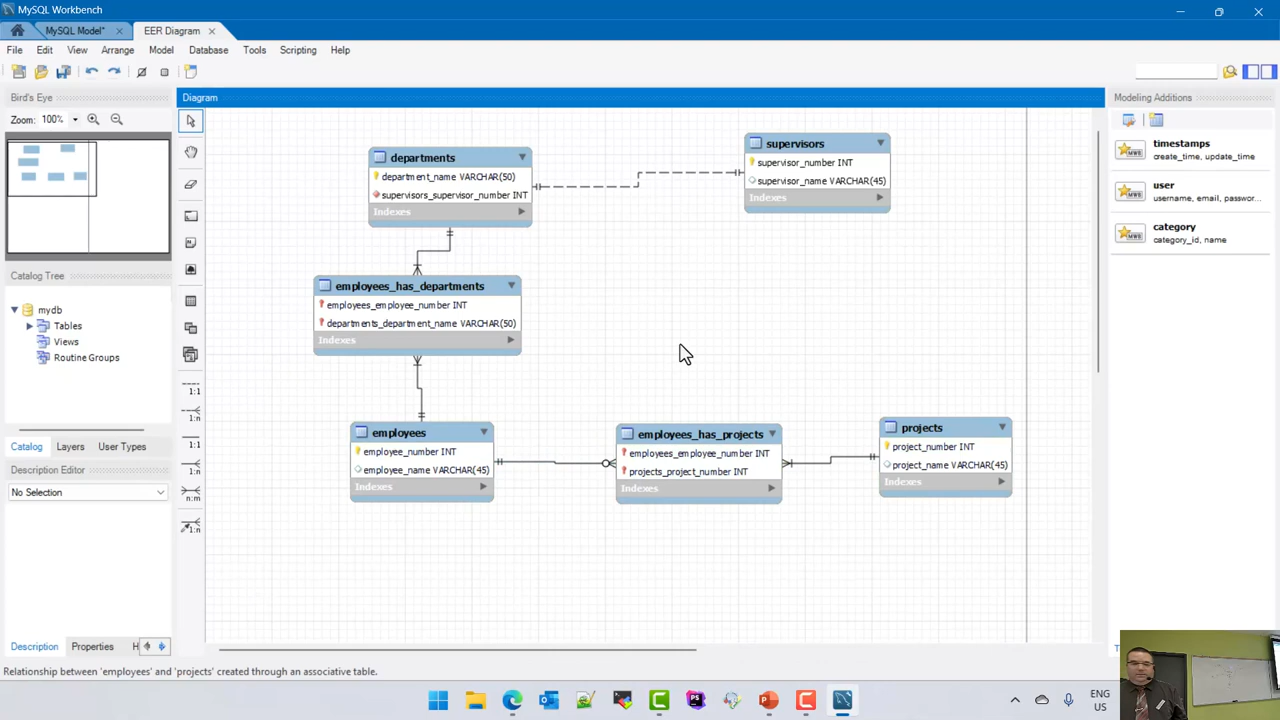 MySQL Workbench
MySQL Model*
EER Diagram
File Edit View Arrange Model Database Tools Scripting Help
Bird's Eye
Zoom: 100%
Catalog Tree
mydb
Tables
Views
Routine Groups
Catalog Layers User Types
Description Editor
No Selection
Description Properties H
1:1
1:n
1:1
1:n
n:m
1:n
Diagram
departments
department_name VARCHAR(50)
supervisors_supervisor_number INT
Indexes
supervisors
supervisor_number INT
supervisor_name VARCHAR(45)
Indexes
employees_has_departments
employees_employee_number INT
departments_department_name VARCHAR(50)
Indexes
employees
employee_number INT
employee_name VARCHAR(45)
Indexes
employees_has_projects
employees_employee_number INT
projects_project_number INT
Indexes
projects
project_number INT
project_name VARCHAR(45)
Indexes
Modeling Additions
timestamps
create_time, update_time
user
username, email, passwor...
category
category_id, name
Relationship between 'employees' and 'projects' created through an associative table.
ENG
US